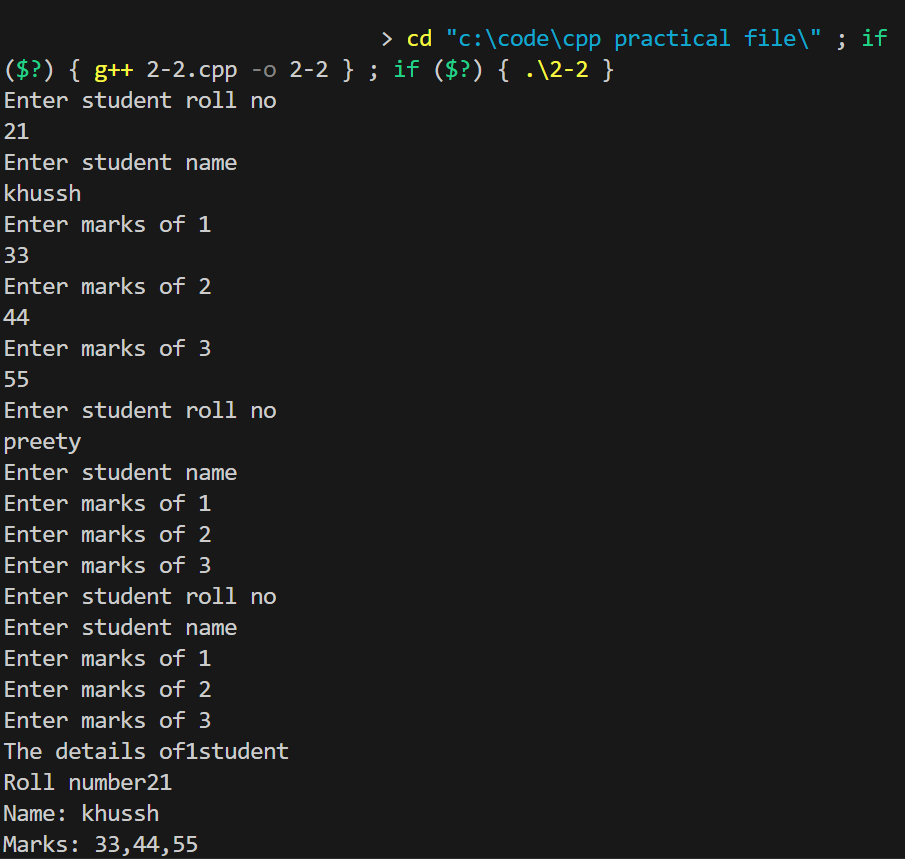 > cd "c:\code\cpp practical file\" ; if
($?) { g++ 2-2.cpp -o 2-2 } ; if ($?) { .\2-2 }
Enter student roll no
21
Enter student name
khussh
Enter marks of 1
33
Enter marks of 2
44
Enter marks of 3
55
Enter student roll no
preety
Enter student name
Enter marks of 1
Enter marks of 2
Enter marks of 3
Enter student roll no
Enter student name
Enter marks of 1
Enter marks of 2
Enter marks of 3
The details of1student
Roll number21
Name: khussh
Marks: 33,44,55